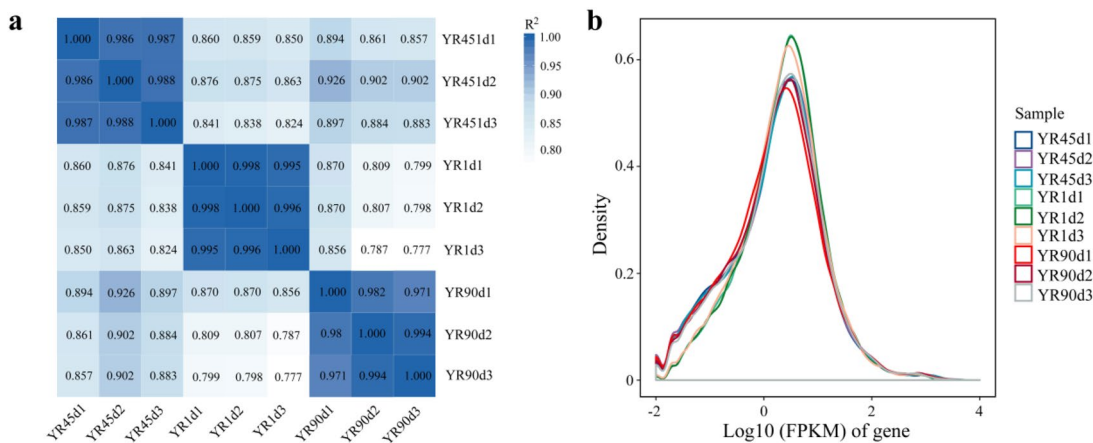 a
R2
1.000 0.986 0.987 0.860 0.859 0.850 0.894 0.861 0.857 YR451d1
0.986 1.000 0.988 0.876 0.875 0.863 0.926 0.902 0.902 YR451d2
0.987 0.988 1.000 0.841 0.838 0.824 0.897 0.884 0.883 YR451d3
0.860 0.876 0.841 1.000 0.998 0.995 0.870 0.809 0.799 YR1d1
0.859 0.875 0.838 0.998 1.000 0.996 0.870 0.807 0.798 YR1d2
0.850 0.863 0.824 0.995 0.996 1.000 0.856 0.787 0.777 YR1d3
0.894 0.926 0.897 0.870 0.870 0.856 1.000 0.982 0.971 YR90d1
0.861 0.902 0.884 0.809 0.807 0.787 0.98 1.000 0.994 YR90d2
0.857 0.902 0.883 0.799 0.798 0.777 0.971 0.994 1.000 YR90d3
YR45d1 YR45d2 YR45d3 YR1d1 YR1d2 YR1d3 YR90d1 YR90d2 YR90d3
1.00
0.95
0.90
0.85
0.80
b
0.6
0.4
0.2
0
Density
-2 0 2 4
Log10 (FPKM) of gene
Sample
YR45d1
YR45d2
YR45d3
YR1d1
YR1d2
YR1d3
YR90d1
YR90d2
YR90d3